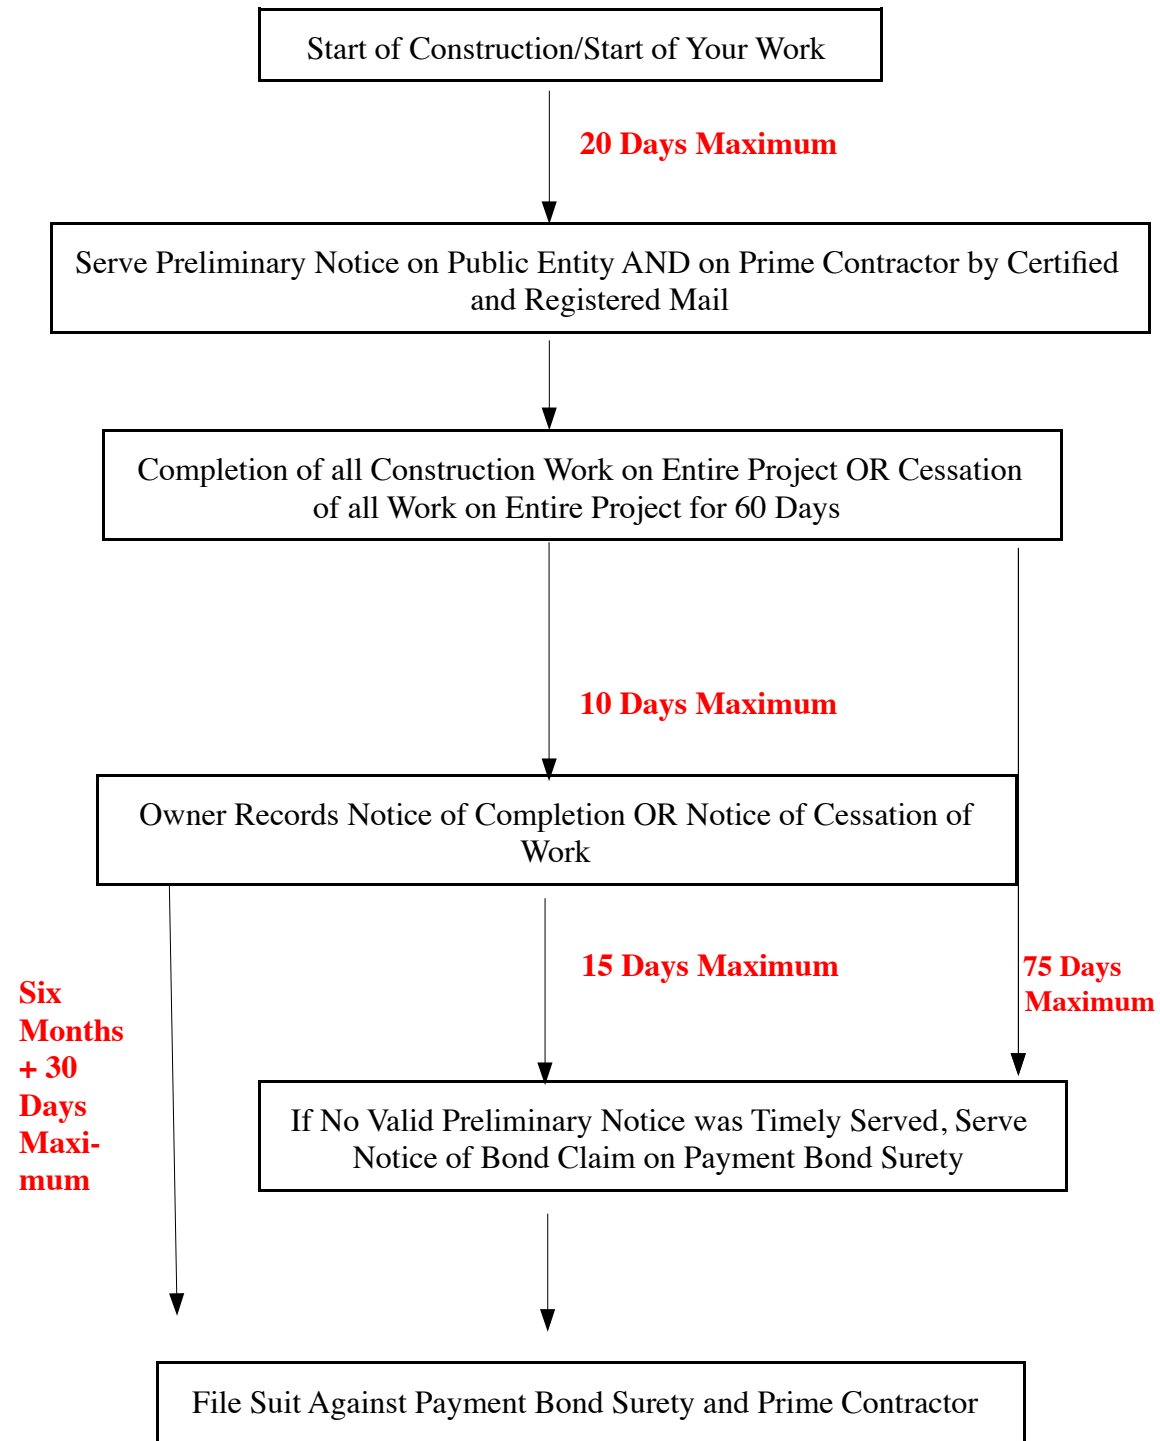 Start of Construction/Start of Your Work
20 Days Maximum
Serve Preliminary Notice on Public Entity AND on Prime Contractor by Certified
and Registered Mail
Completion of all Construction Work on Entire Project OR Cessation
of all Work on Entire Project for 60 Days
10 Days Maximum
Owner Records Notice of Completion OR Notice of Cessation of
Work
Six
Months
+ 30
Days
Maxi-
mum
15 Days Maximum
75 Days
Maximum
If No Valid Preliminary Notice was Timely Served, Serve
Notice of Bond Claim on Payment Bond Surety
File Suit Against Payment Bond Surety and Prime Contractor